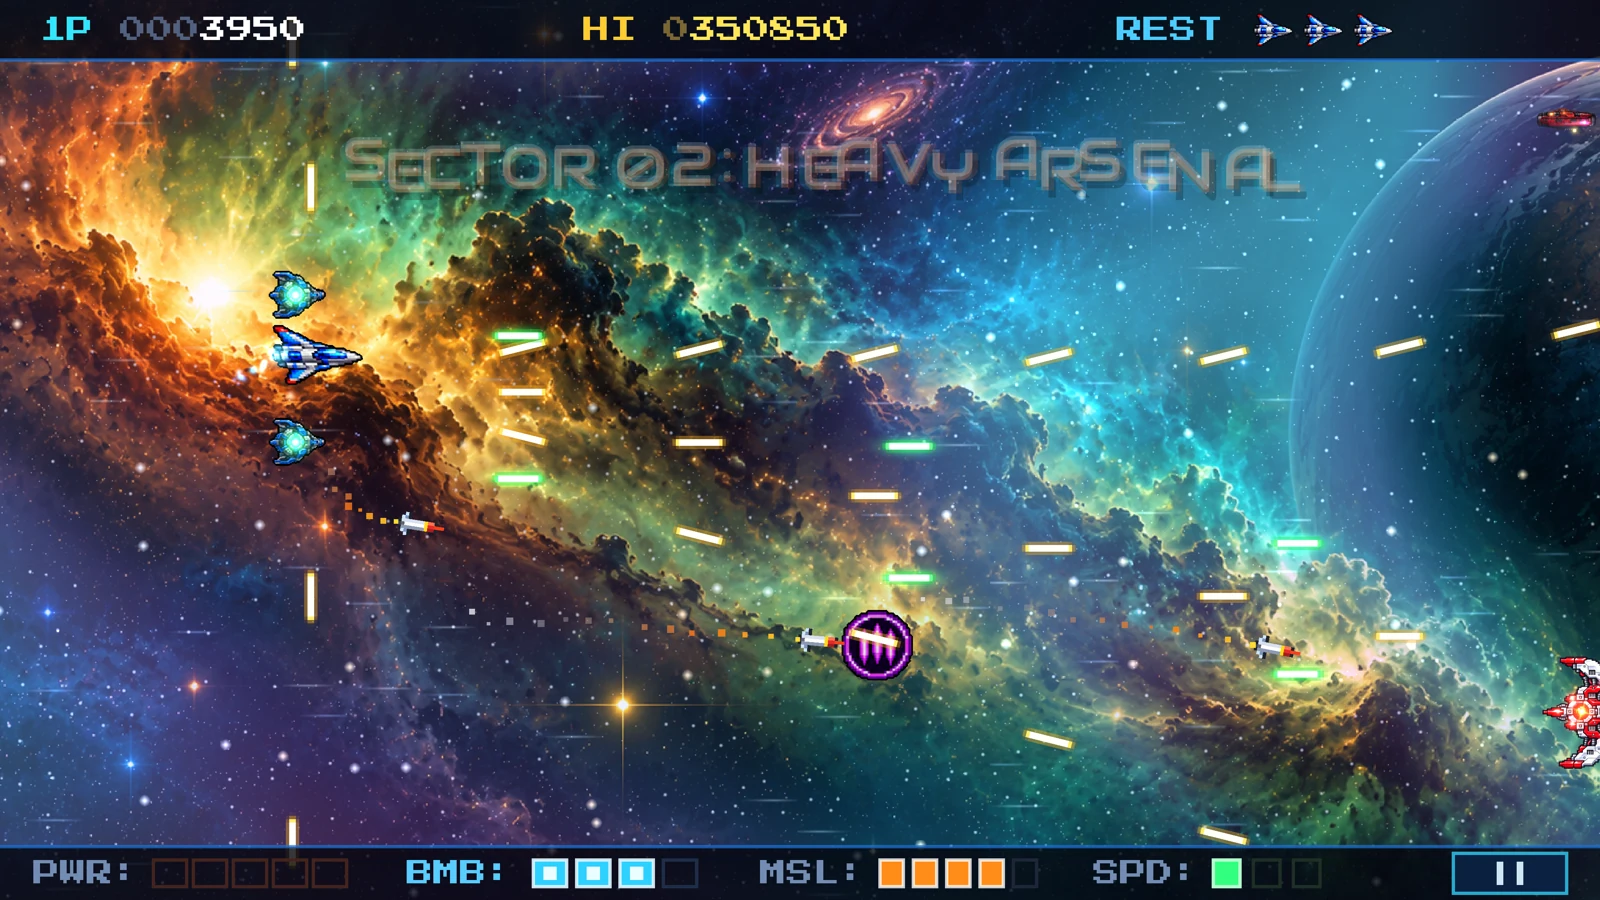 1P 0003950 HI 0350850 REST
SECTOR 02: HEAVY ARSENAL
PWR: BMB: MSL: SPD: